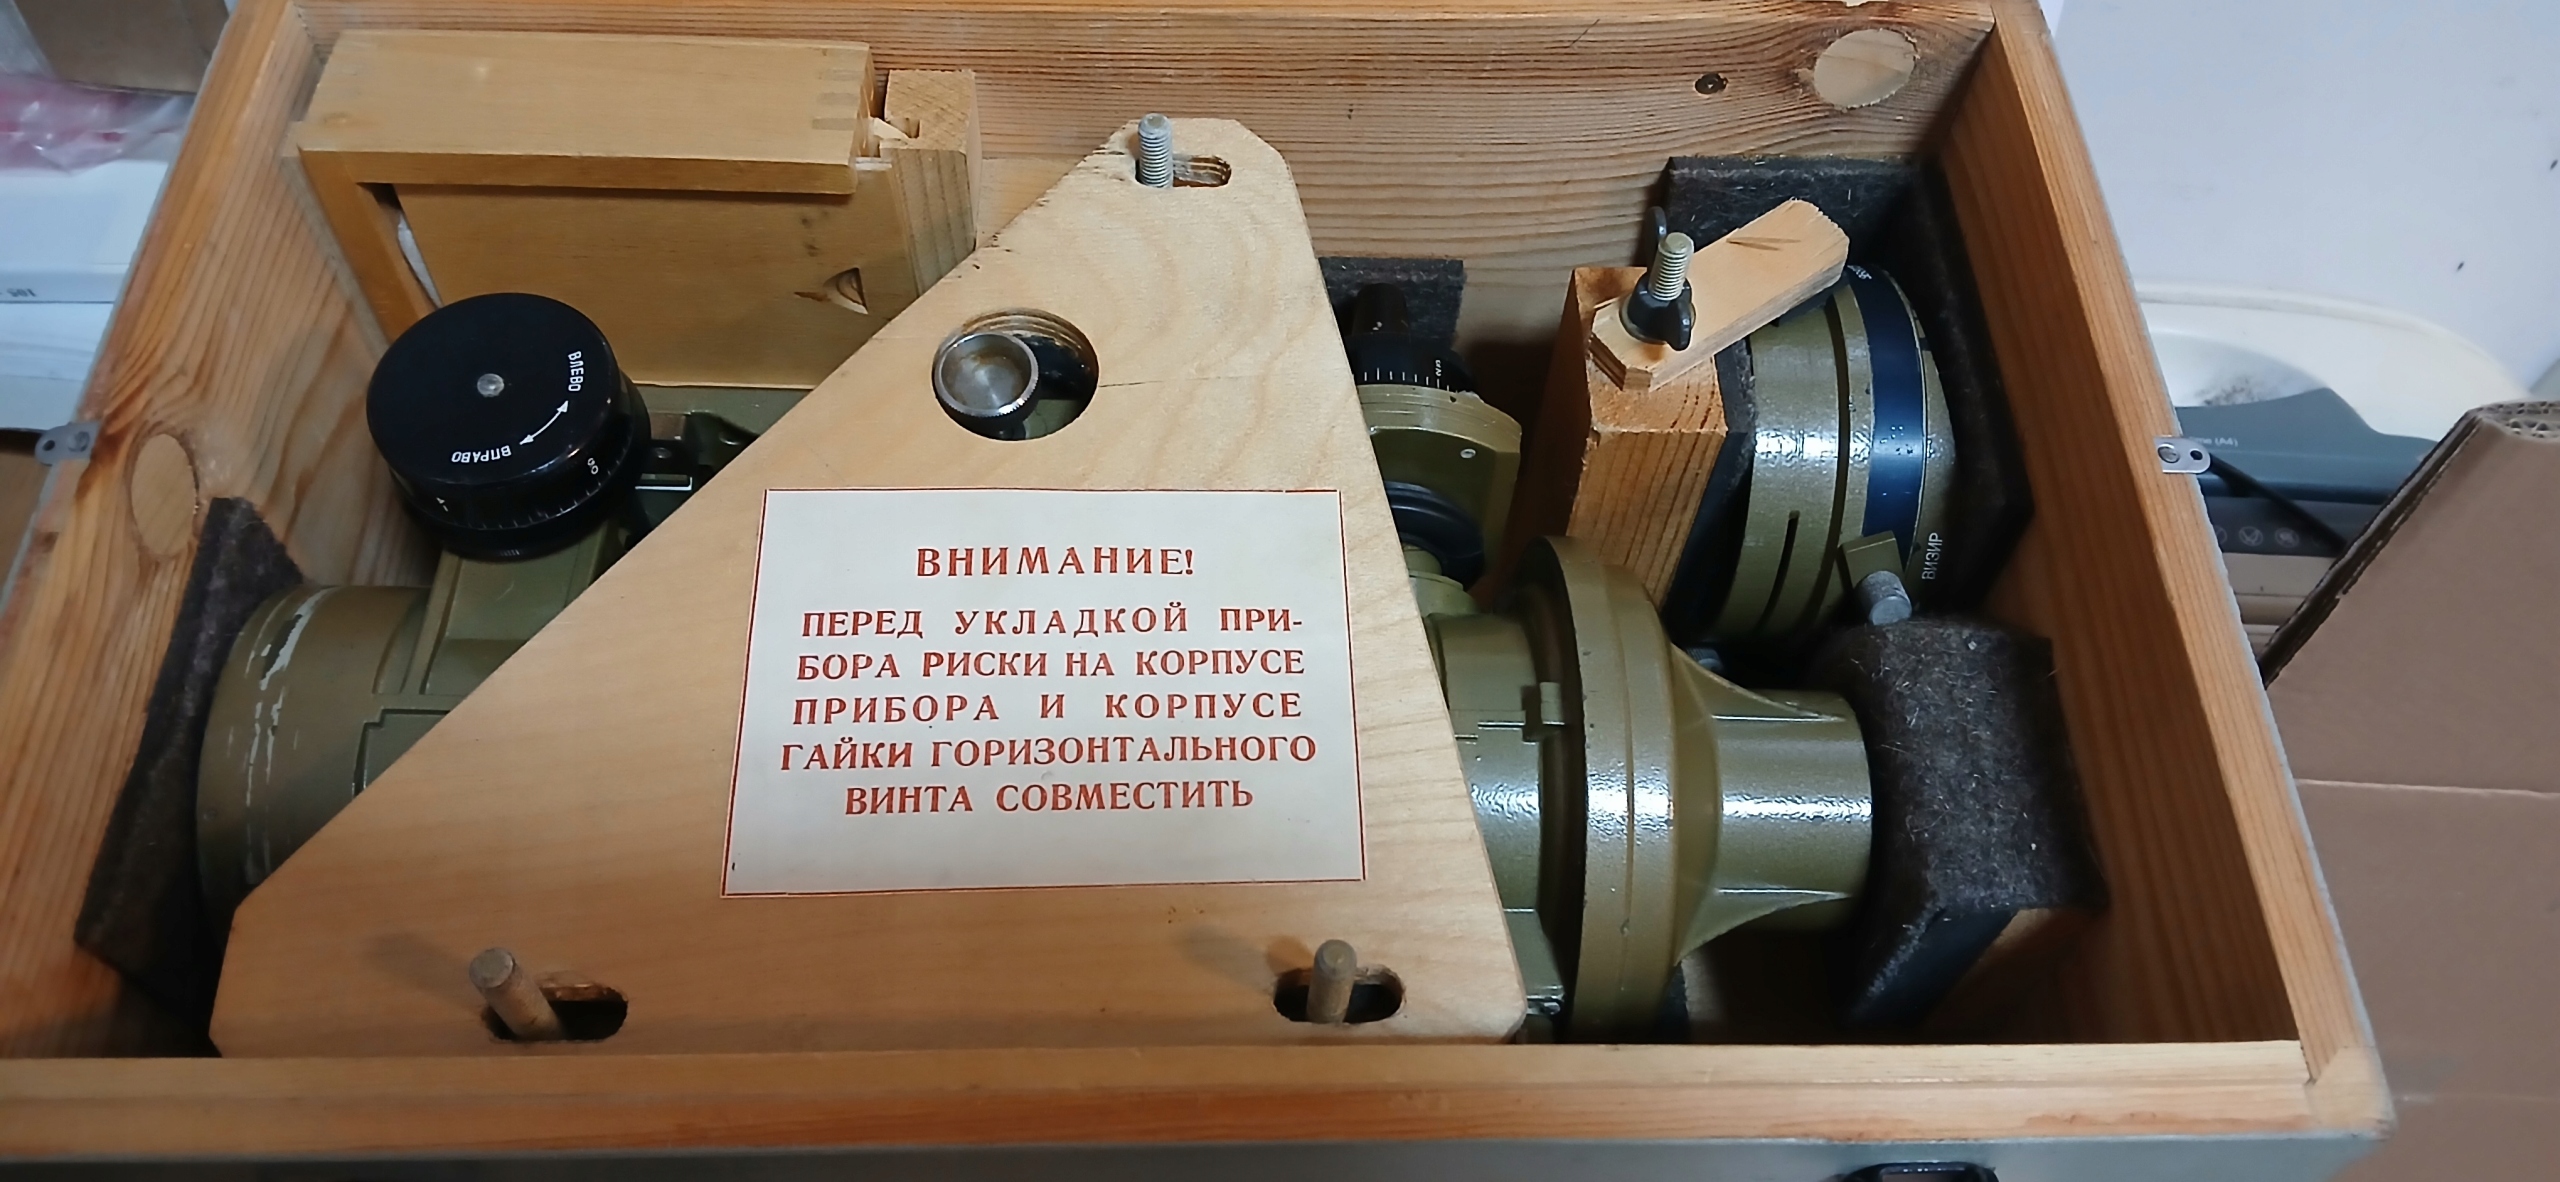 ВЛЕВО
ВПРАВО
ВНИМАНИЕ!
ПЕРЕД УКЛАДКОЙ ПРИ-
БОРА РИСКИ НА КОРПУСЕ
ПРИБОРА И КОРПУСЕ
ГАЙКИ ГОРИЗОНТАЛЬНОГО
ВИНТА СОВМЕСТИТЬ
ВИЗИР